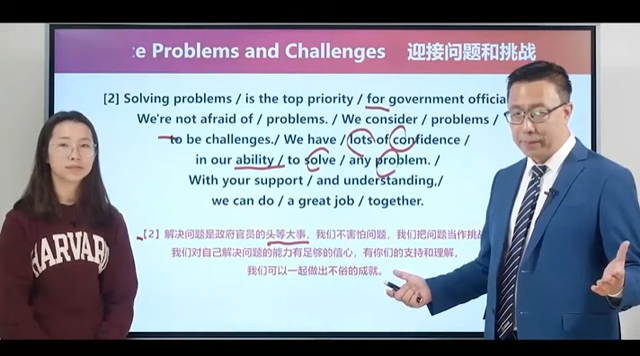 e Problems and Challenges 迎接问题和挑战
[2] Solving problems / is the top priority / for government
We're not afraid of / problems. / We consider / problems /
to be challenges./ We have / lots of confidence /
in our ability / to solve / any problem. /
With your support / and understanding,/
we can do / a great job / together.
【2】解决问题是政府官员的头等大事，我们不害怕问题，我们把问题当作挑战
我们对自己解决问题的能力有足够的信心，有你们的支持和理解，
我们可以一起做出不俗的成就。
HARVARD